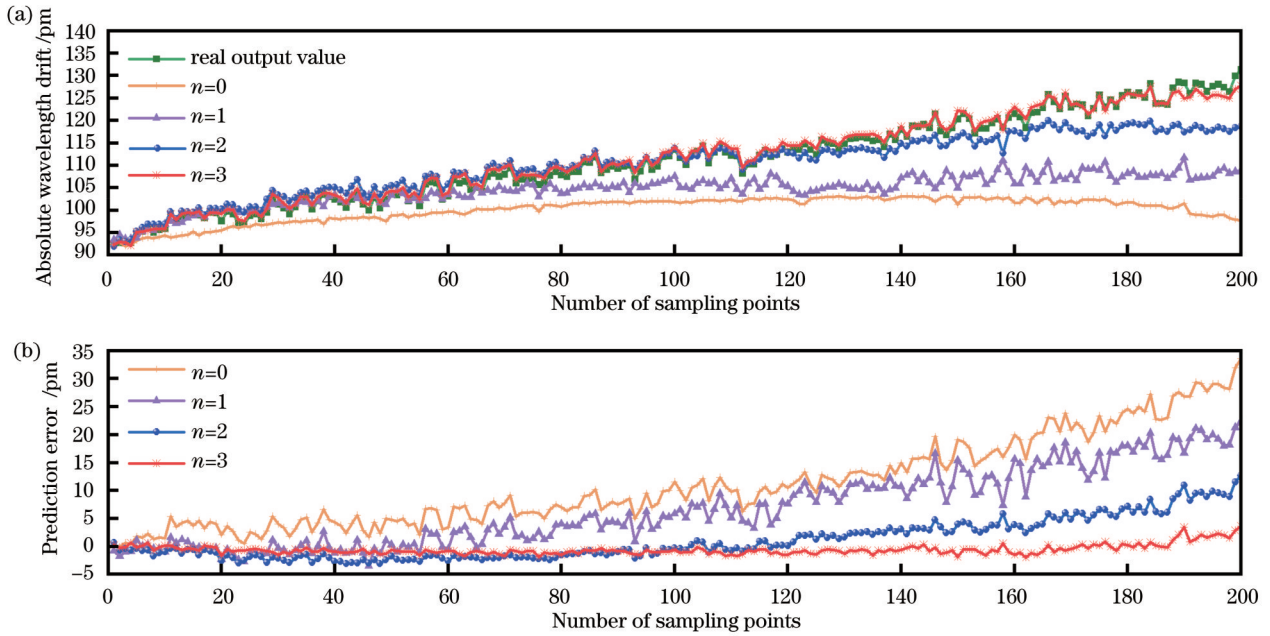 (a)
Absolute wavelength drift /pm
140
135
130
125
120
115
110
105
100
95
90
real output value
n=0
n=1
n=2
n=3
0 20 40 60 80 100 120 140 160 180 200
Number of sampling points
(b)
Prediction error /pm
35
30
25
20
15
10
5
0
−5
n=0
n=1
n=2
n=3
0 20 40 60 80 100 120 140 160 180 200
Number of sampling points